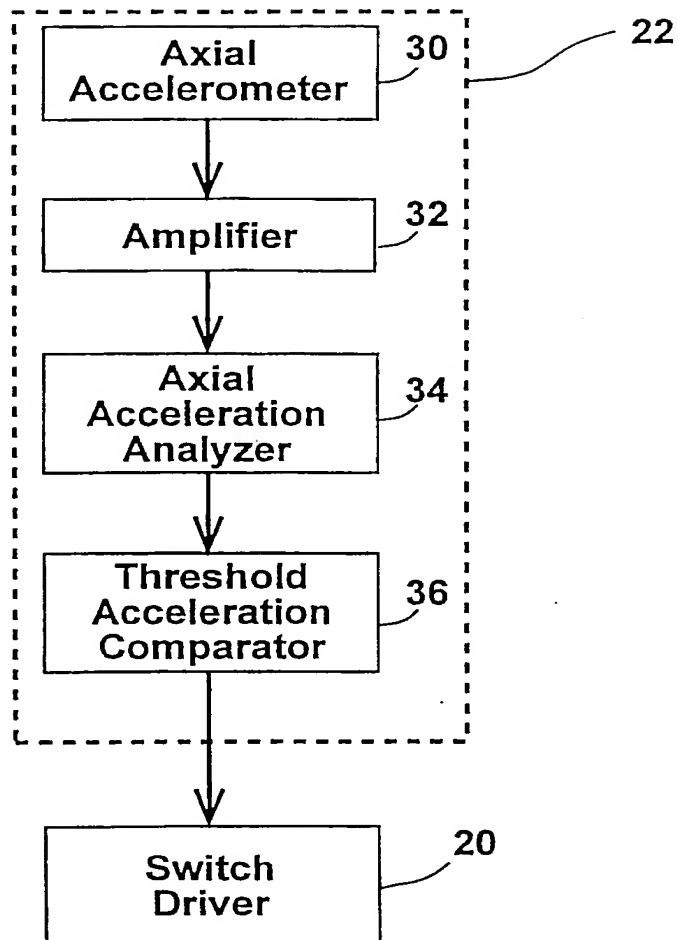 22
Axial
Accelerometer
30
Amplifier
32
Axial
Acceleration
Analyzer
34
Threshold
Acceleration
Comparator
36
Switch
Driver
20